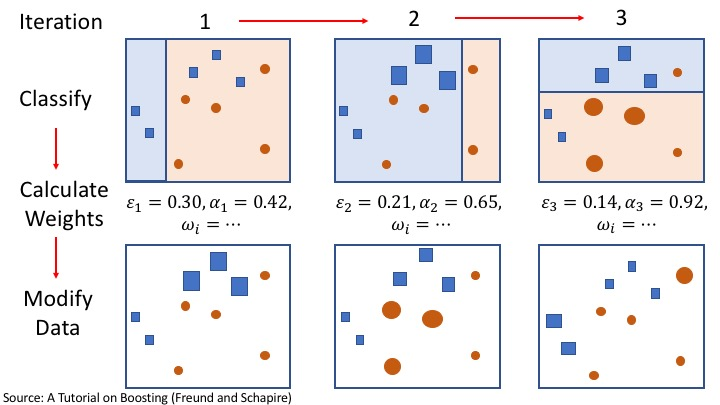 Iteration 1 2 3
Classify
Calculate
Weights
ε₁ = 0.30, α₁ = 0.42,
ωᵢ = ⋯
ε₂ = 0.21, α₂ = 0.65,
ωᵢ = ⋯
ε₃ = 0.14, α₃ = 0.92,
ωᵢ = ⋯
Modify
Data
Source: A Tutorial on Boosting (Freund and Schapire)